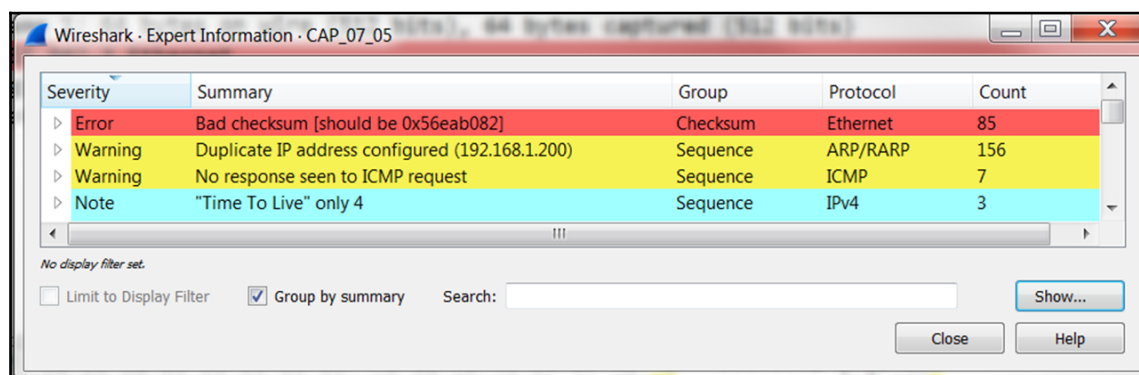 64 bytes captured (512 bits)
Wireshark · Expert Information · CAP_07_05
Severity Summary Group Protocol Count
Error Bad checksum [should be 0x56eab082] Checksum Ethernet 85
Warning Duplicate IP address configured (192.168.1.200) Sequence ARP/RARP 156
Warning No response seen to ICMP request Sequence ICMP 7
Note "Time To Live" only 4 Sequence IPv4 3
No display filter set.
Limit to Display Filter Group by summary Search: Show...
Close Help